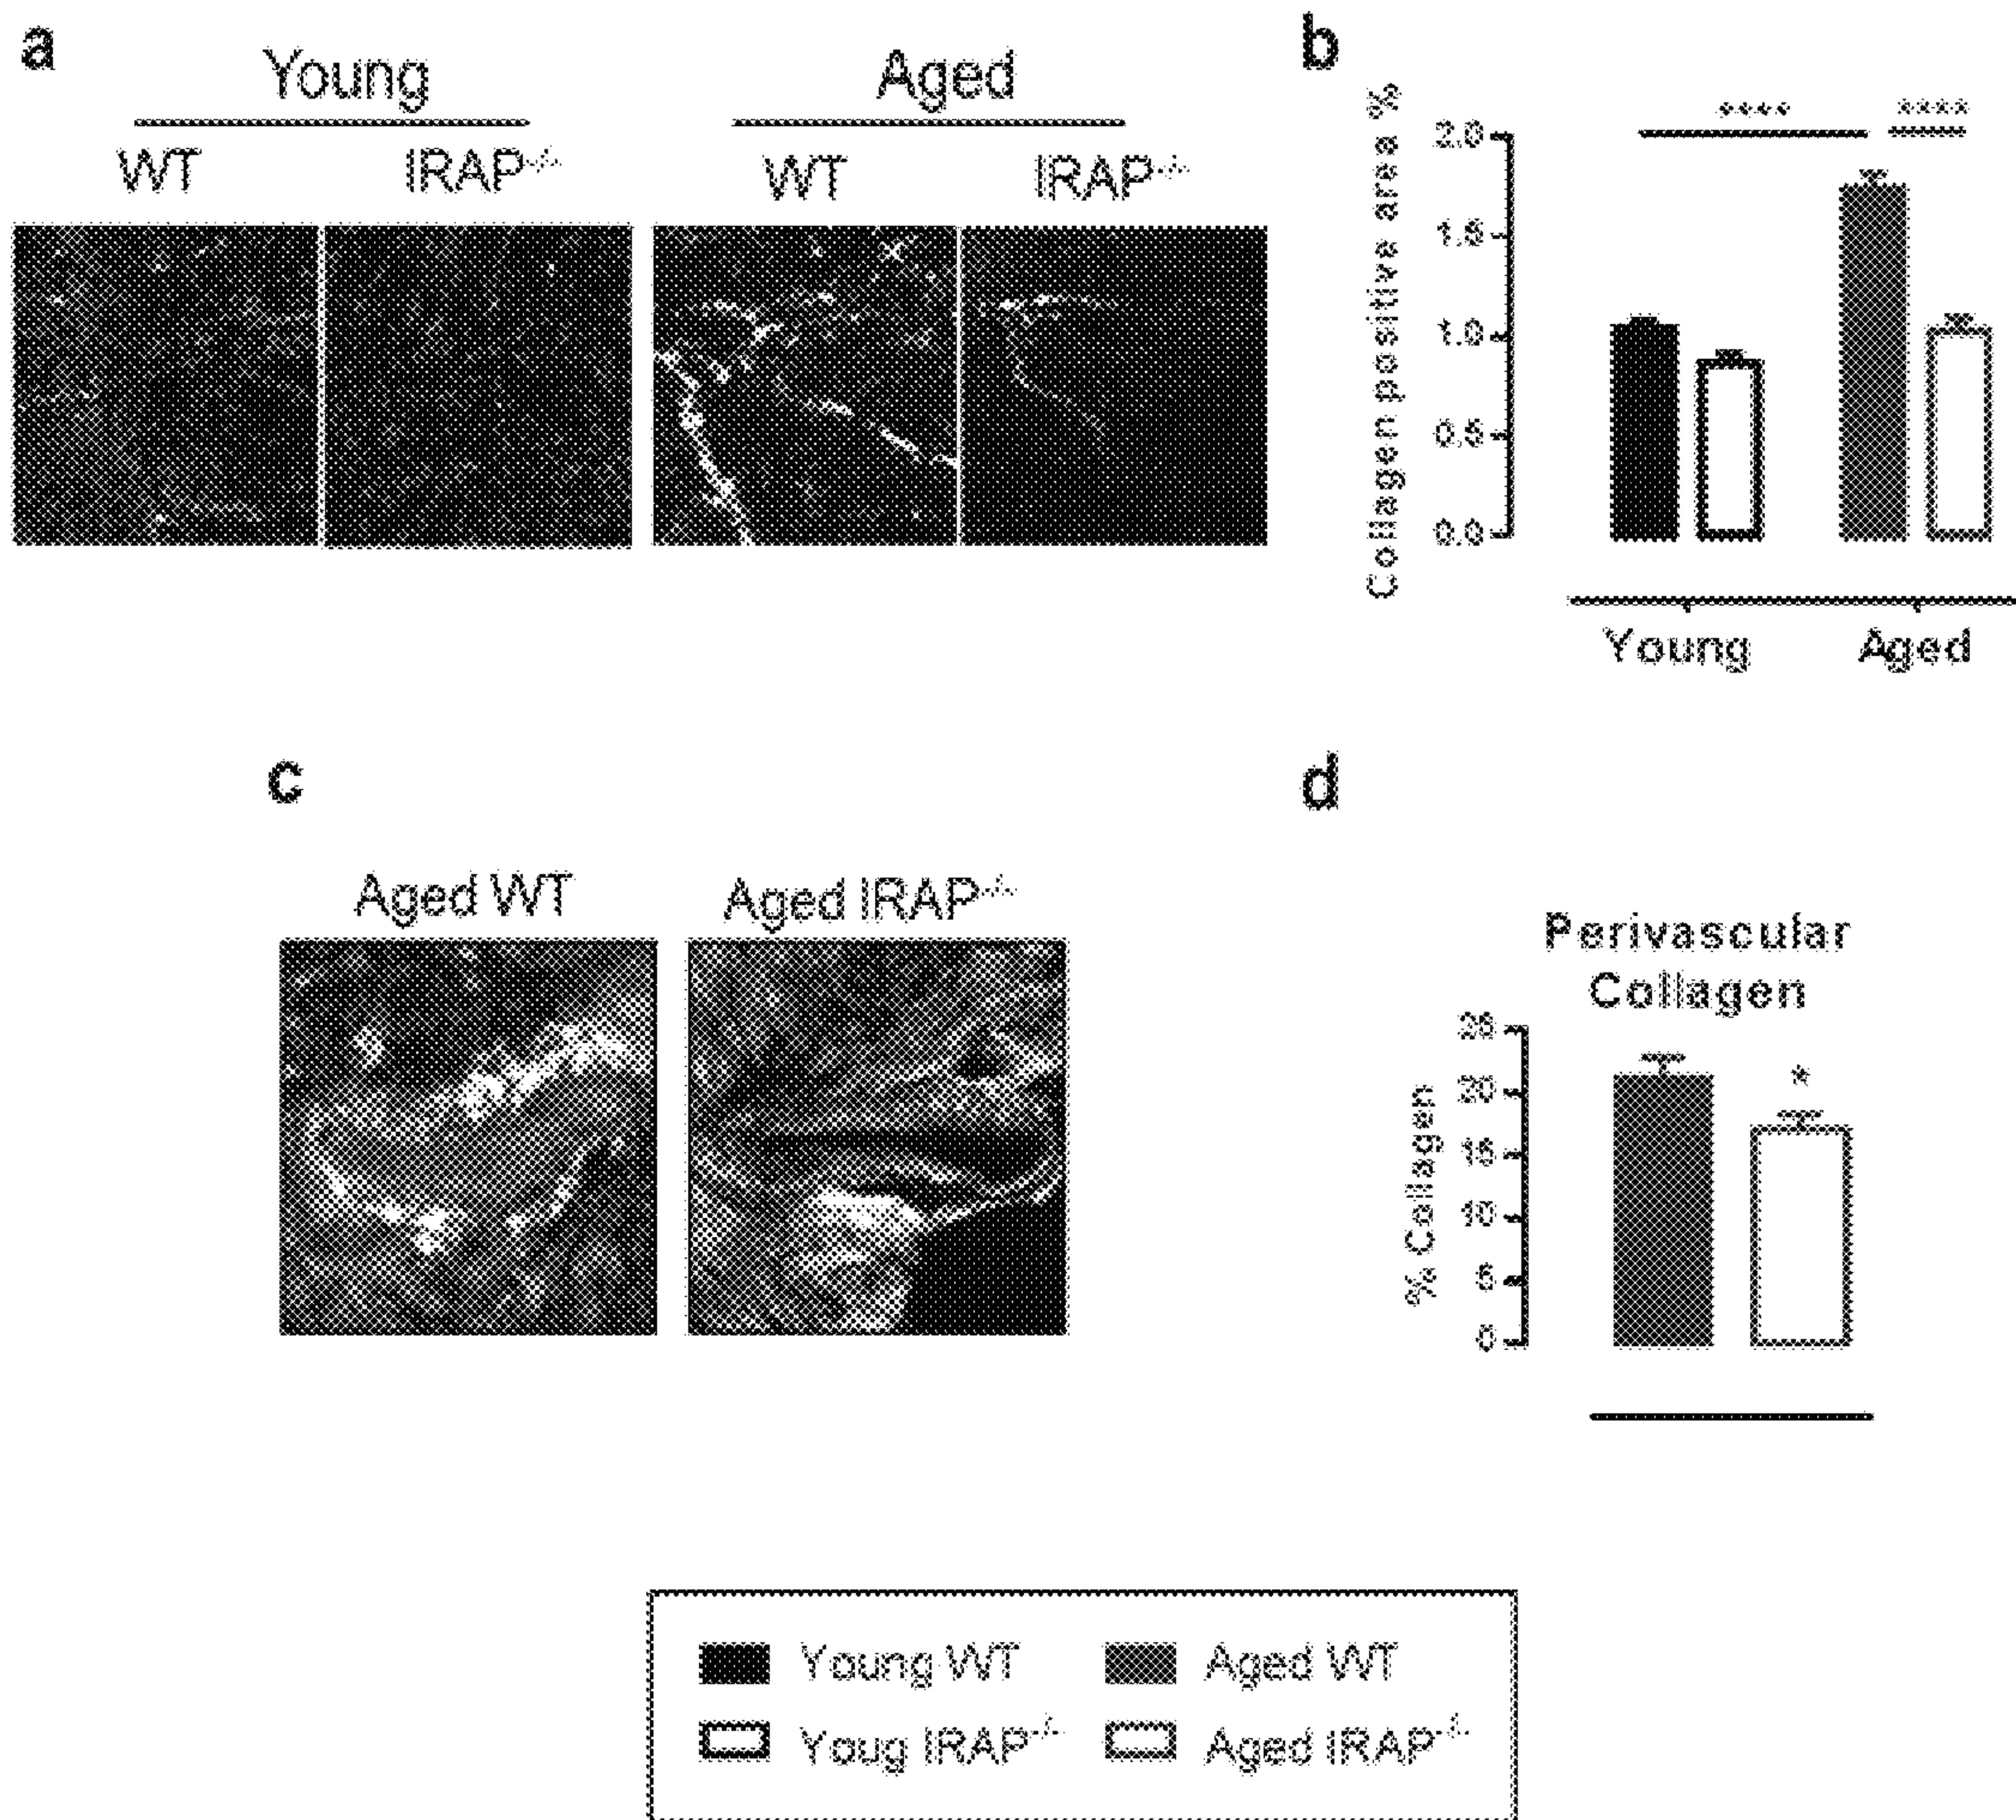 a
Young
Aged
WT
IRAP-/-
WT
IRAP-/-
b
Collagen positive area %
****
****
2.0
1.5
1.0
0.5
0.0
Young
Aged
c
Aged WT
Aged IRAP-/-
d
Perivascular
Collagen
% Collagen
25
20
15
10
5
0
*
Young WT
Aged WT
Youg IRAP-/-
Aged IRAP-/-